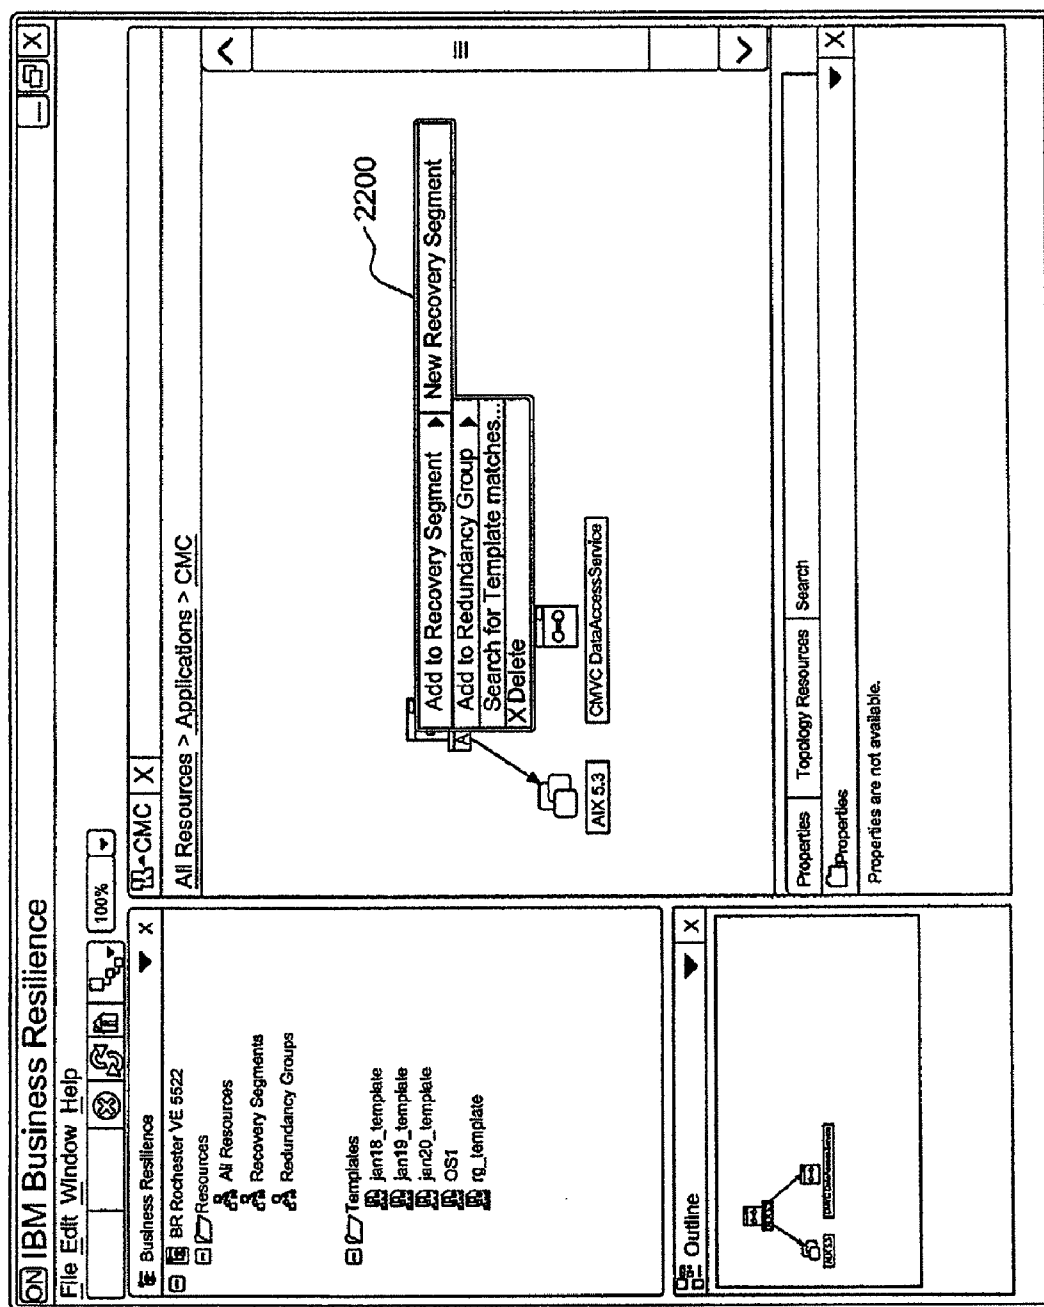 ON IBM Business Resilience
File Edit Window Help
100%
Business Resilience X
BR Rochester VE 5522
Resources
All Resources
Recovery Segments
Redundancy Groups
Templates
jan18_template
jan19_template
jan20_template
OS1
rg_template
Outline X
CMC X
All Resources > Applications > CMC
2200
Add to Recovery Segment
New Recovery Segment
Add to Redundancy Group
Search for Template matches...
X Delete
A
AIX 5.3
CMVC DataAccessService
Properties
Topology Resources
Search
Properties X
Properties are not available.